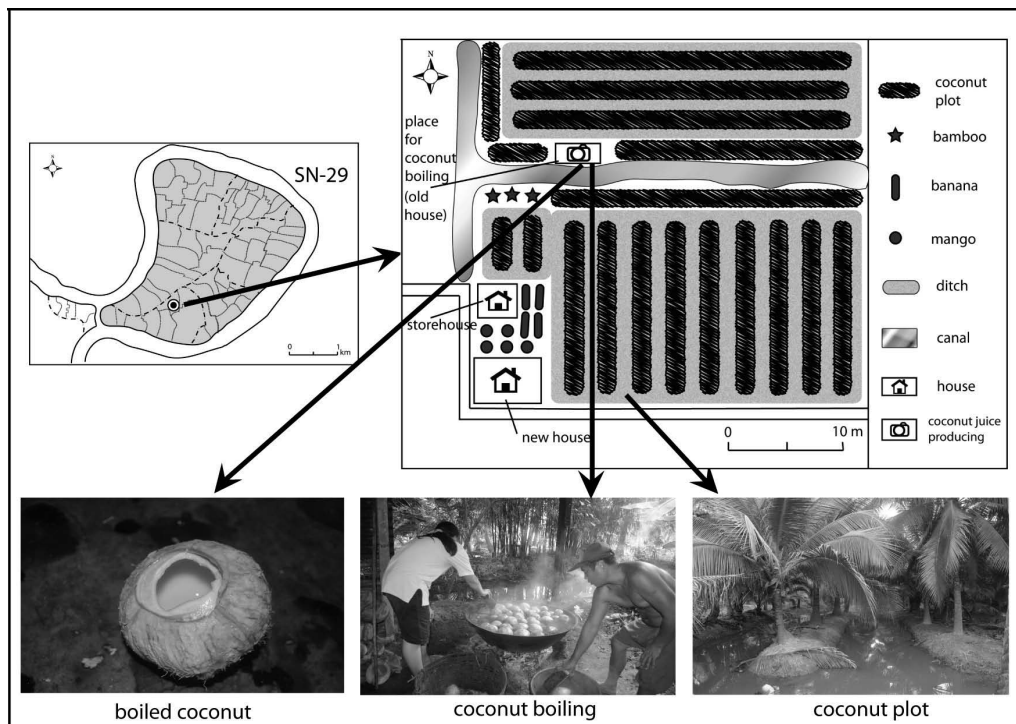 SN-29
N
0 1
km
N
place
for
coconut
boiling
(old
house)
storehouse
new house
0 10 m
coconut
plot
bamboo
banana
mango
ditch
canal
house
coconut juice
producing
boiled coconut
coconut boiling
coconut plot